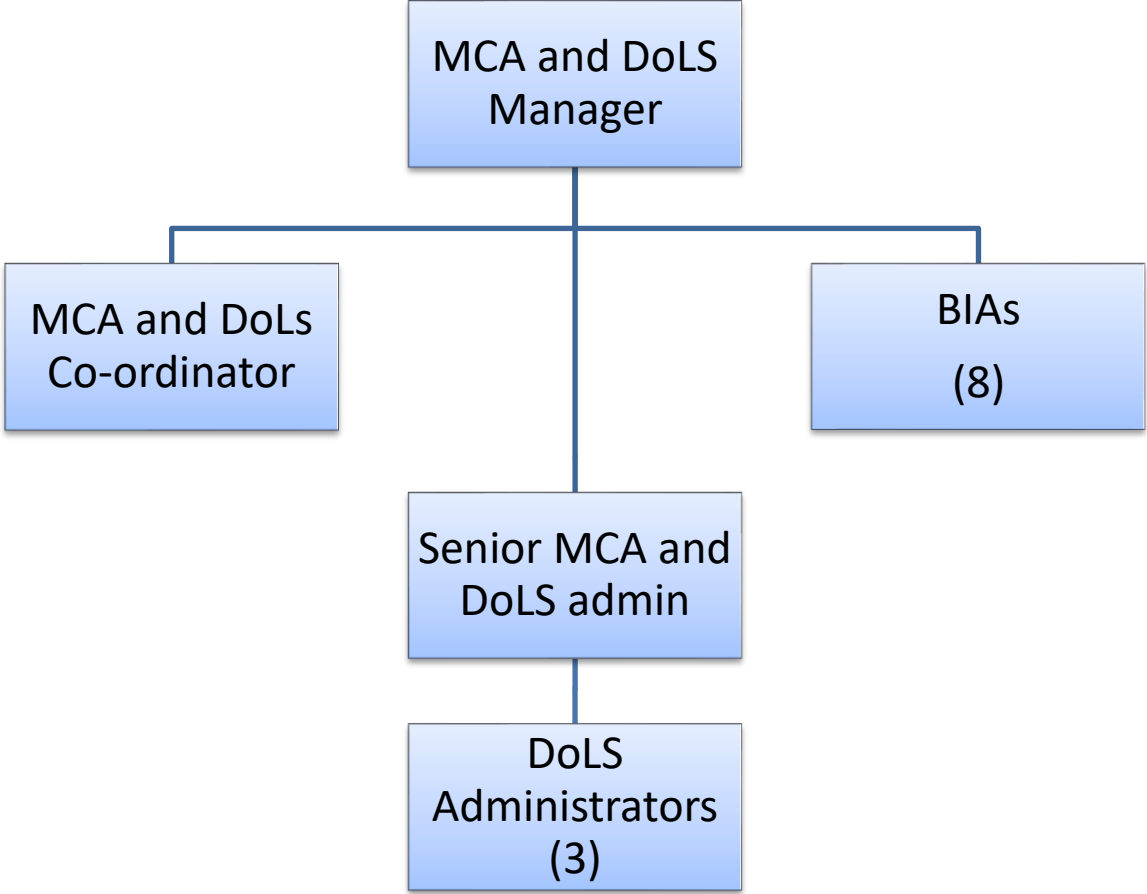 MCA and DoLS
Manager
MCA and DoLs
Co-ordinator
BIAs
(8)
Senior MCA and
DoLS admin
DoLS
Administrators
(3)